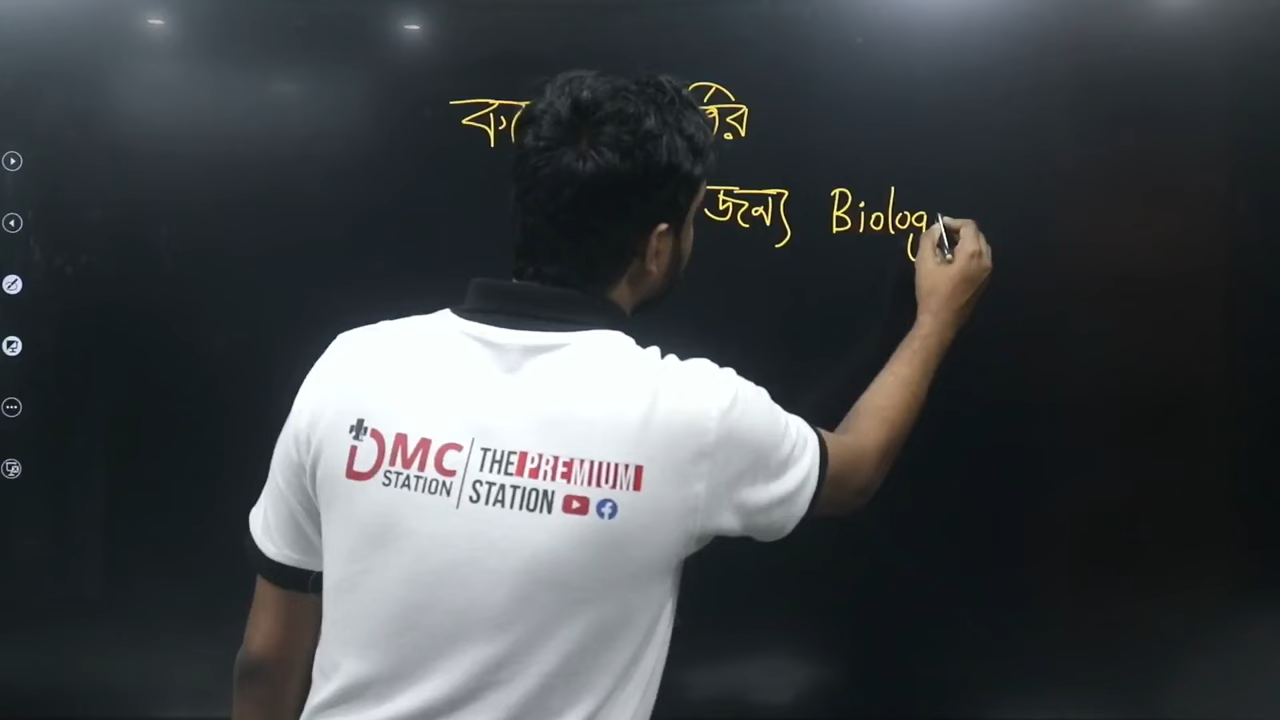 জন্য Biolog
DMC
STATION
THE PREMIUM
STATION